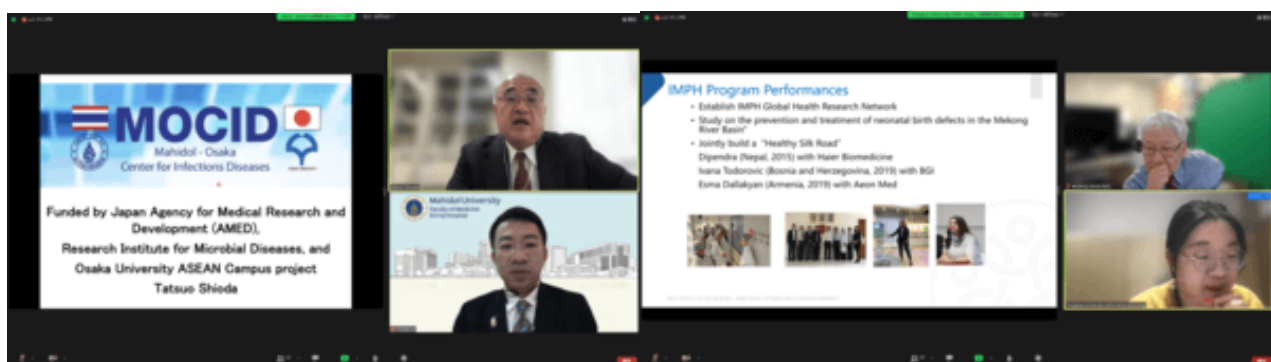 MOCID
Mahidol - Osaka
Center for Infections Diseases
Funded by Japan Agency for Medical Research and
Development (AMED),
Research Institute for Microbial Diseases, and
Osaka University ASEAN Campus project
Tatsuo Shioda
Mahidol University
Faculty of Medicine
Siriraj Hospital
IMPH Program Performances
• Establish IMPH Global Health Research Network
• Study on the prevention and treatment of neonatal birth defects in the Mekong
River Basin"
• Jointly build a "Healthy Silk Road"
Dipendra (Nepal, 2015) with Haier Biomedicine
Ivana Todorovic (Bosnia and Herzegovina, 2019) with BGI
Esma Dallakyan (Armenia, 2019) with Aeon Med